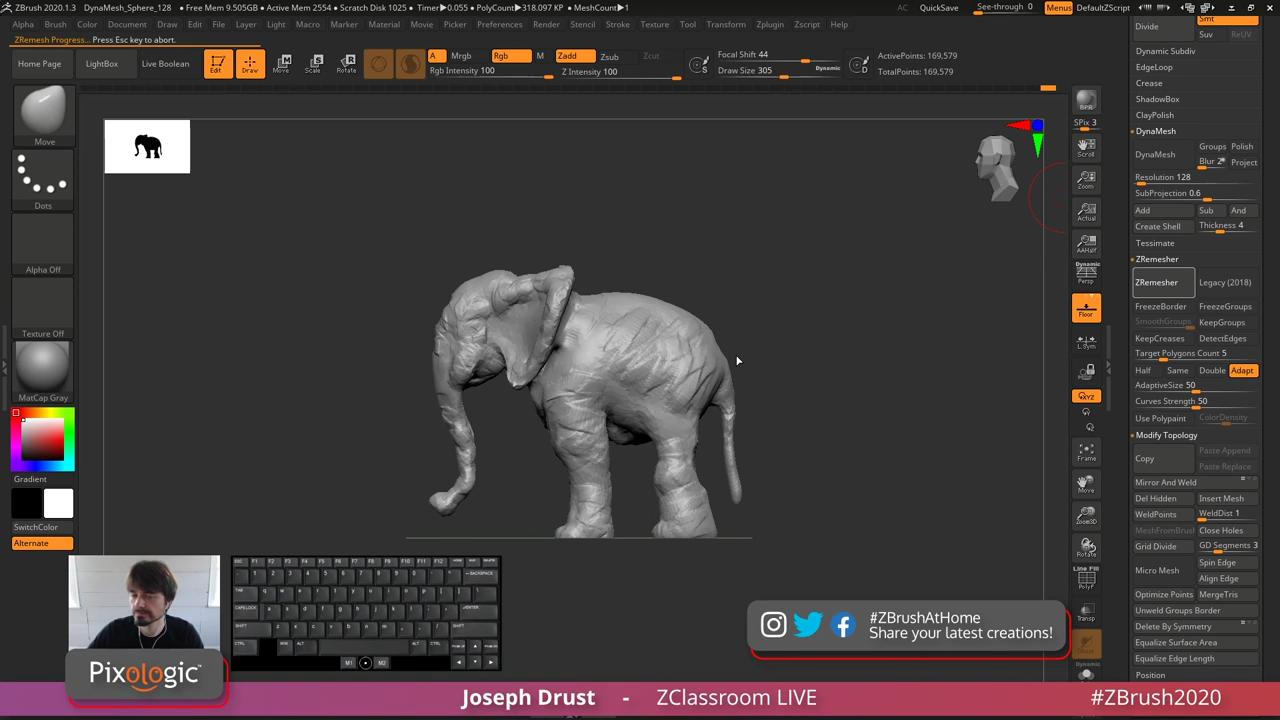 ZBrush 2020.1.3 DynaMesh_Sphere_128 • Free Mem 9.505GB • Active Mem 2554 • Scratch Disk 1025 • Timer▸0.055 • PolyCount▸318.097 KP • MeshCount▸1
AC QuickSave See-through 0 Menus DefaultZScript
Alpha Brush Color Document Draw Edit File Layer Light Macro Marker Material Movie Picker Preferences Render Stencil Stroke Texture Tool Transform Zplugin Zscript Help
ZRemesh Progress... Press Esc key to abort.
Home Page LightBox Live Boolean Edit Draw Move Scale Rotate
A Mrgb Rgb M Zadd Zsub Zcut
Rgb Intensity 100 Z Intensity 100
Focal Shift 44
Draw Size 305 Dynamic
ActivePoints: 169,579
TotalPoints: 169,579
Move
Dots
Alpha Off
Texture Off
MatCap Gray
Gradient
SwitchColor
Alternate
BPR
SPix 3
Scroll
Zoom
Actual
AAHalf
Dynamic
Persp
Floor
L.Sym
XYZ
Frame
Move
Zoom3D
Rotate
Line Fill
PolyF
Transp
Dynamic
Divide Smt
Suv ReUV
Dynamic Subdiv
EdgeLoop
Crease
ShadowBox
ClayPolish
DynaMesh
DynaMesh Groups Polish
Blur 2 Project
Resolution 128
SubProjection 0.6
Add Sub And
Create Shell Thickness 4
Tessimate
ZRemesher
ZRemesher Legacy (2018)
FreezeBorder FreezeGroups
SmoothGroups KeepGroups
KeepCreases DetectEdges
Target Polygons Count 5
Half Same Double Adapt
AdaptiveSize 50
Curves Strength 50
Use Polypaint ColorDensity
Modify Topology
Copy Paste Append
Paste Replace
Mirror And Weld
Del Hidden Insert Mesh
WeldPoints WeldDist 1
MeshFromBrush Close Holes
Grid Divide GD Segments 3
Micro Mesh Spin Edge
Align Edge
Optimize Points MergeTris
Unweld Groups Border
Delete By Symmetry
Equalize Surface Area
Equalize Edge Length
Position
M1 M2
#ZBrushAtHome
Share your latest creations!
Pixologic™
Joseph Drust - ZClassroom LIVE #ZBrush2020